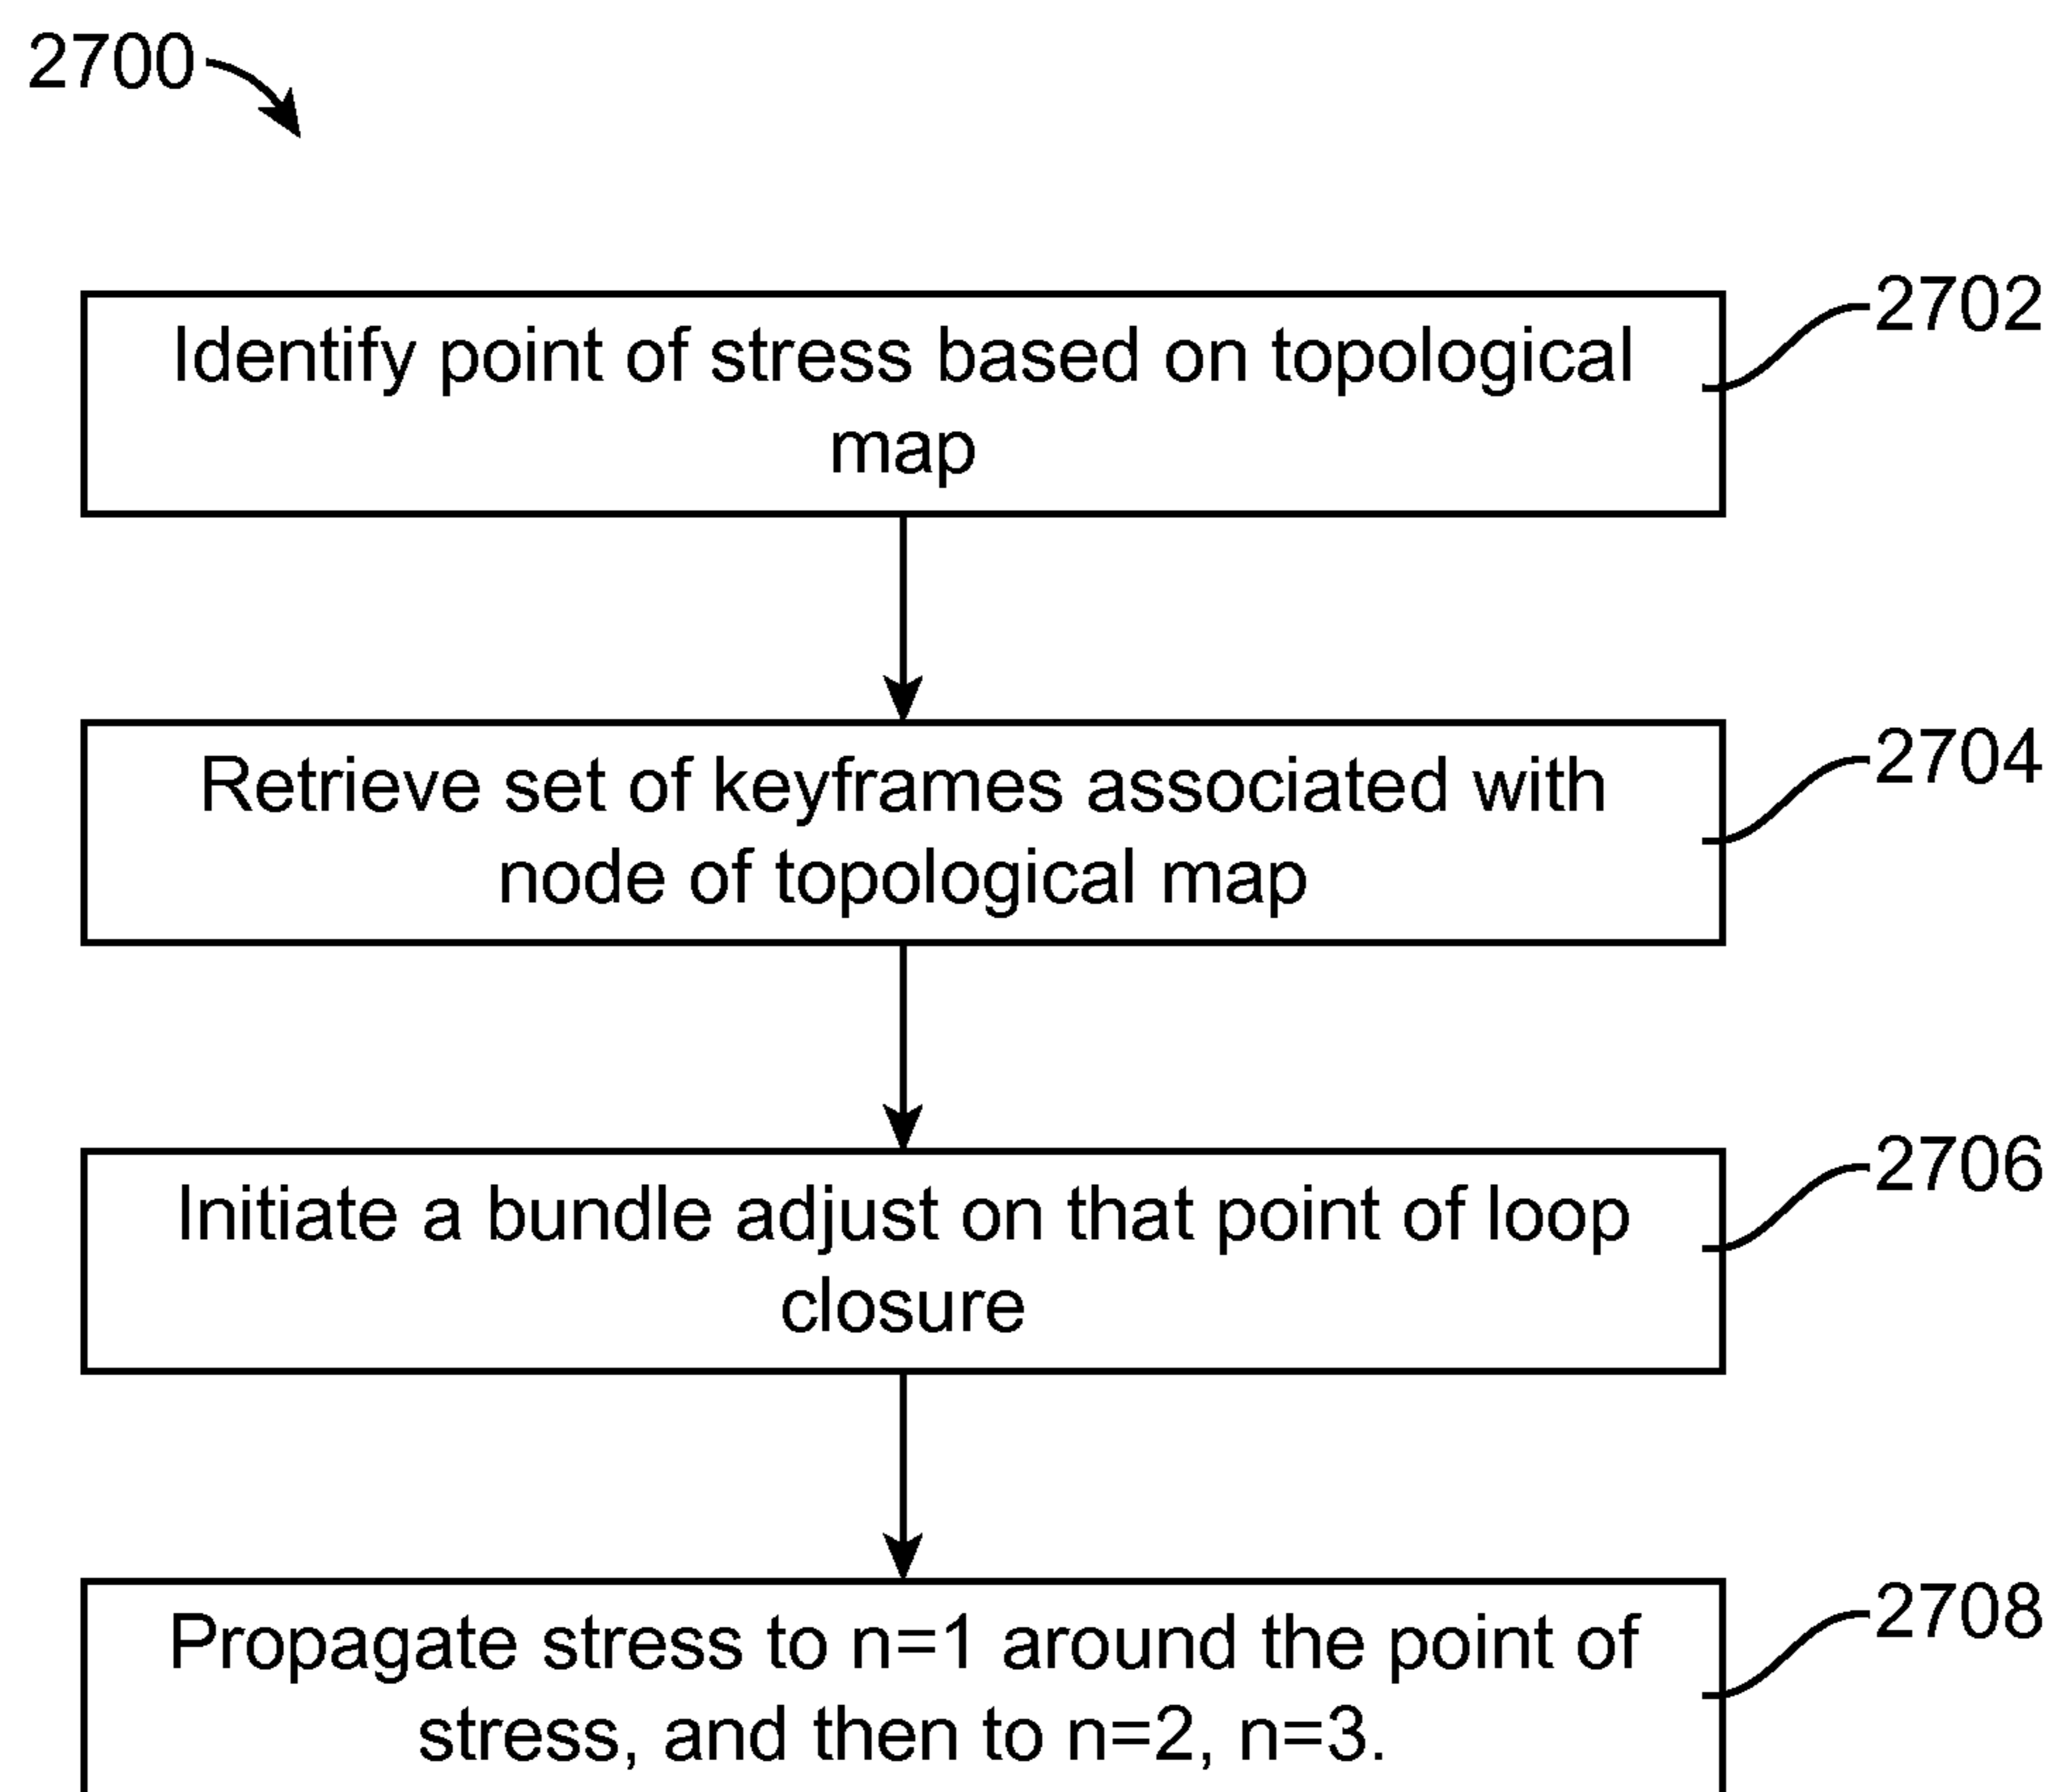 2700
2702
Identify point of stress based on topological
map
2704
Retrieve set of keyframes associated with
node of topological map
2706
Initiate a bundle adjust on that point of loop
closure
2708
Propagate stress to n=1 around the point of
stress, and then to n=2, n=3.